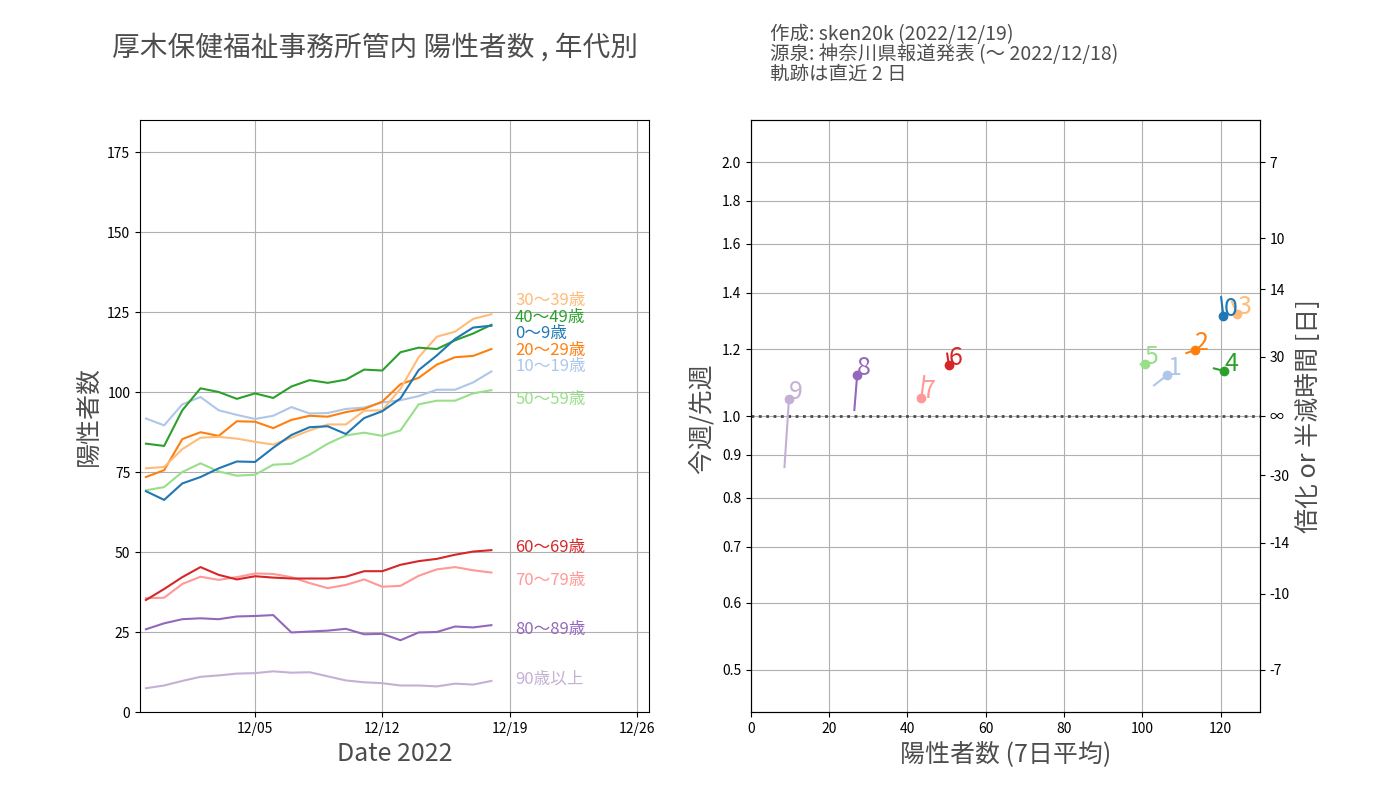 厚木保健福祉事務所管内 陽性者数 , 年代別
作成: sken20k (2022/12/19)
源泉: 神奈川県報道発表 (〜 2022/12/18)
軌跡は直近 2 日
陽性者数
175
150
125
100
75
50
25
0
30〜39歳
40〜49歳
0〜9歳
20〜29歳
10〜19歳
50〜59歳
60〜69歳
70〜79歳
80〜89歳
90歳以上
12/05
12/12
12/19
12/26
Date 2022
今週/先週
2.0
1.8
1.6
1.4
1.2
1.0
0.9
0.8
0.7
0.6
0.5
0
3
2
4
5
1
6
7
8
9
0
20
40
60
80
100
120
陽性者数 (7日平均)
7
10
14
30
∞
-30
-14
-10
-7
倍化 or 半減時間 [日]